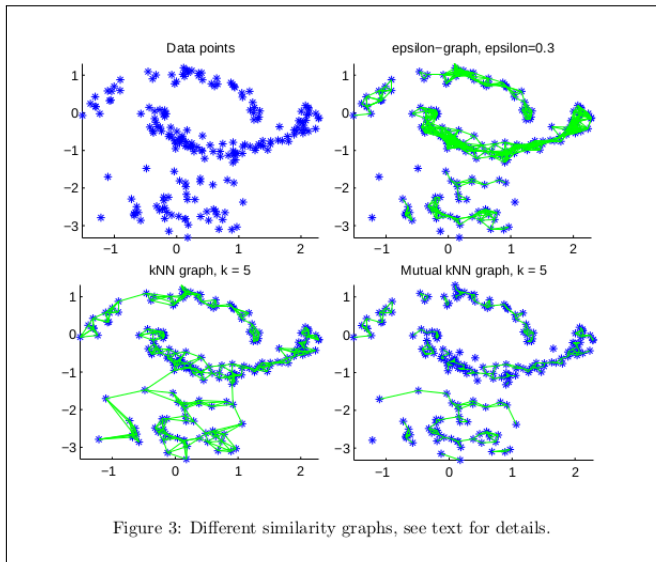 Data points
epsilon−graph, epsilon=0.3
1
0
−1
−2
−3
−1 0 1 2
1
0
−1
−2
−3
−1 0 1 2
kNN graph, k = 5
Mutual kNN graph, k = 5
1
0
−1
−2
−3
−1 0 1 2
1
0
−1
−2
−3
−1 0 1 2
Figure 3: Different similarity graphs, see text for details.